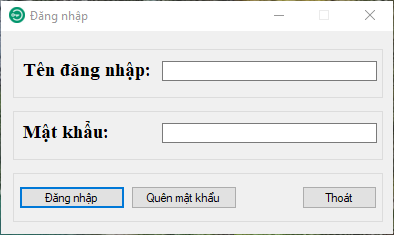 Đăng nhập
Tên đăng nhập:
Mật khẩu:
Đăng nhập Quên mật khẩu Thoát